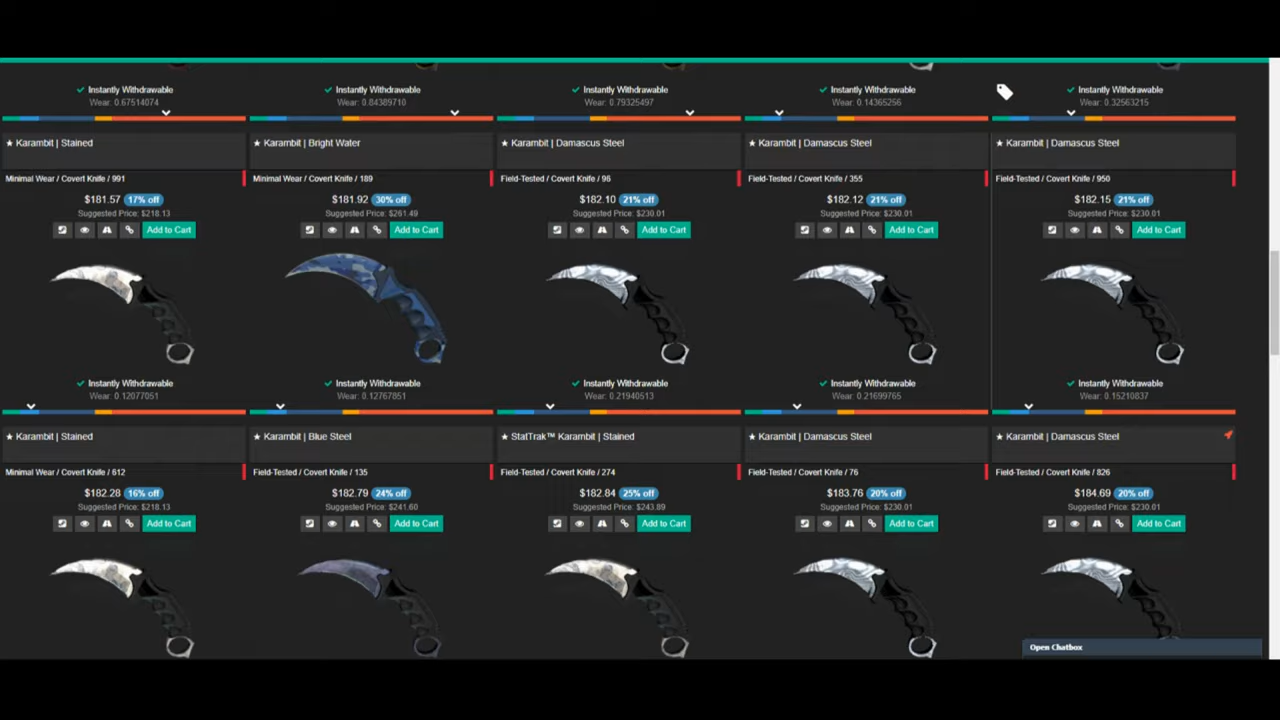 Instantly Withdrawable Instantly Withdrawable Instantly Withdrawable Instantly Withdrawable Instantly Withdrawable
Wear: 0.67514074 Wear: 0.84389710 Wear: 0.79325497 Wear: 0.14365256 Wear: 0.32563215
★ Karambit | Stained ★ Karambit | Bright Water ★ Karambit | Damascus Steel ★ Karambit | Damascus Steel ★ Karambit | Damascus Steel
Minimal Wear / Covert Knife / 991 Minimal Wear / Covert Knife / 189 Field-Tested / Covert Knife / 96 Field-Tested / Covert Knife / 355 Field-Tested / Covert Knife / 950
$181.57 17% off $181.92 30% off $182.10 21% off $182.12 21% off $182.15 21% off
Suggested Price: $218.13 Suggested Price: $261.49 Suggested Price: $230.01 Suggested Price: $230.01 Suggested Price: $230.01
Add to Cart Add to Cart Add to Cart Add to Cart Add to Cart
Instantly Withdrawable Instantly Withdrawable Instantly Withdrawable Instantly Withdrawable Instantly Withdrawable
Wear: 0.12077051 Wear: 0.12767851 Wear: 0.21940513 Wear: 0.21699765 Wear: 0.15210837
★ Karambit | Stained ★ Karambit | Blue Steel ★ StatTrak™ Karambit | Stained ★ Karambit | Damascus Steel ★ Karambit | Damascus Steel
Minimal Wear / Covert Knife / 612 Field-Tested / Covert Knife / 135 Field-Tested / Covert Knife / 274 Field-Tested / Covert Knife / 76 Field-Tested / Covert Knife / 826
$182.28 16% off $182.79 24% off $182.84 25% off $183.76 20% off $184.69 20% off
Suggested Price: $218.13 Suggested Price: $241.60 Suggested Price: $243.89 Suggested Price: $230.01 Suggested Price: $230.01
Add to Cart Add to Cart Add to Cart Add to Cart Add to Cart
Open Chatbox